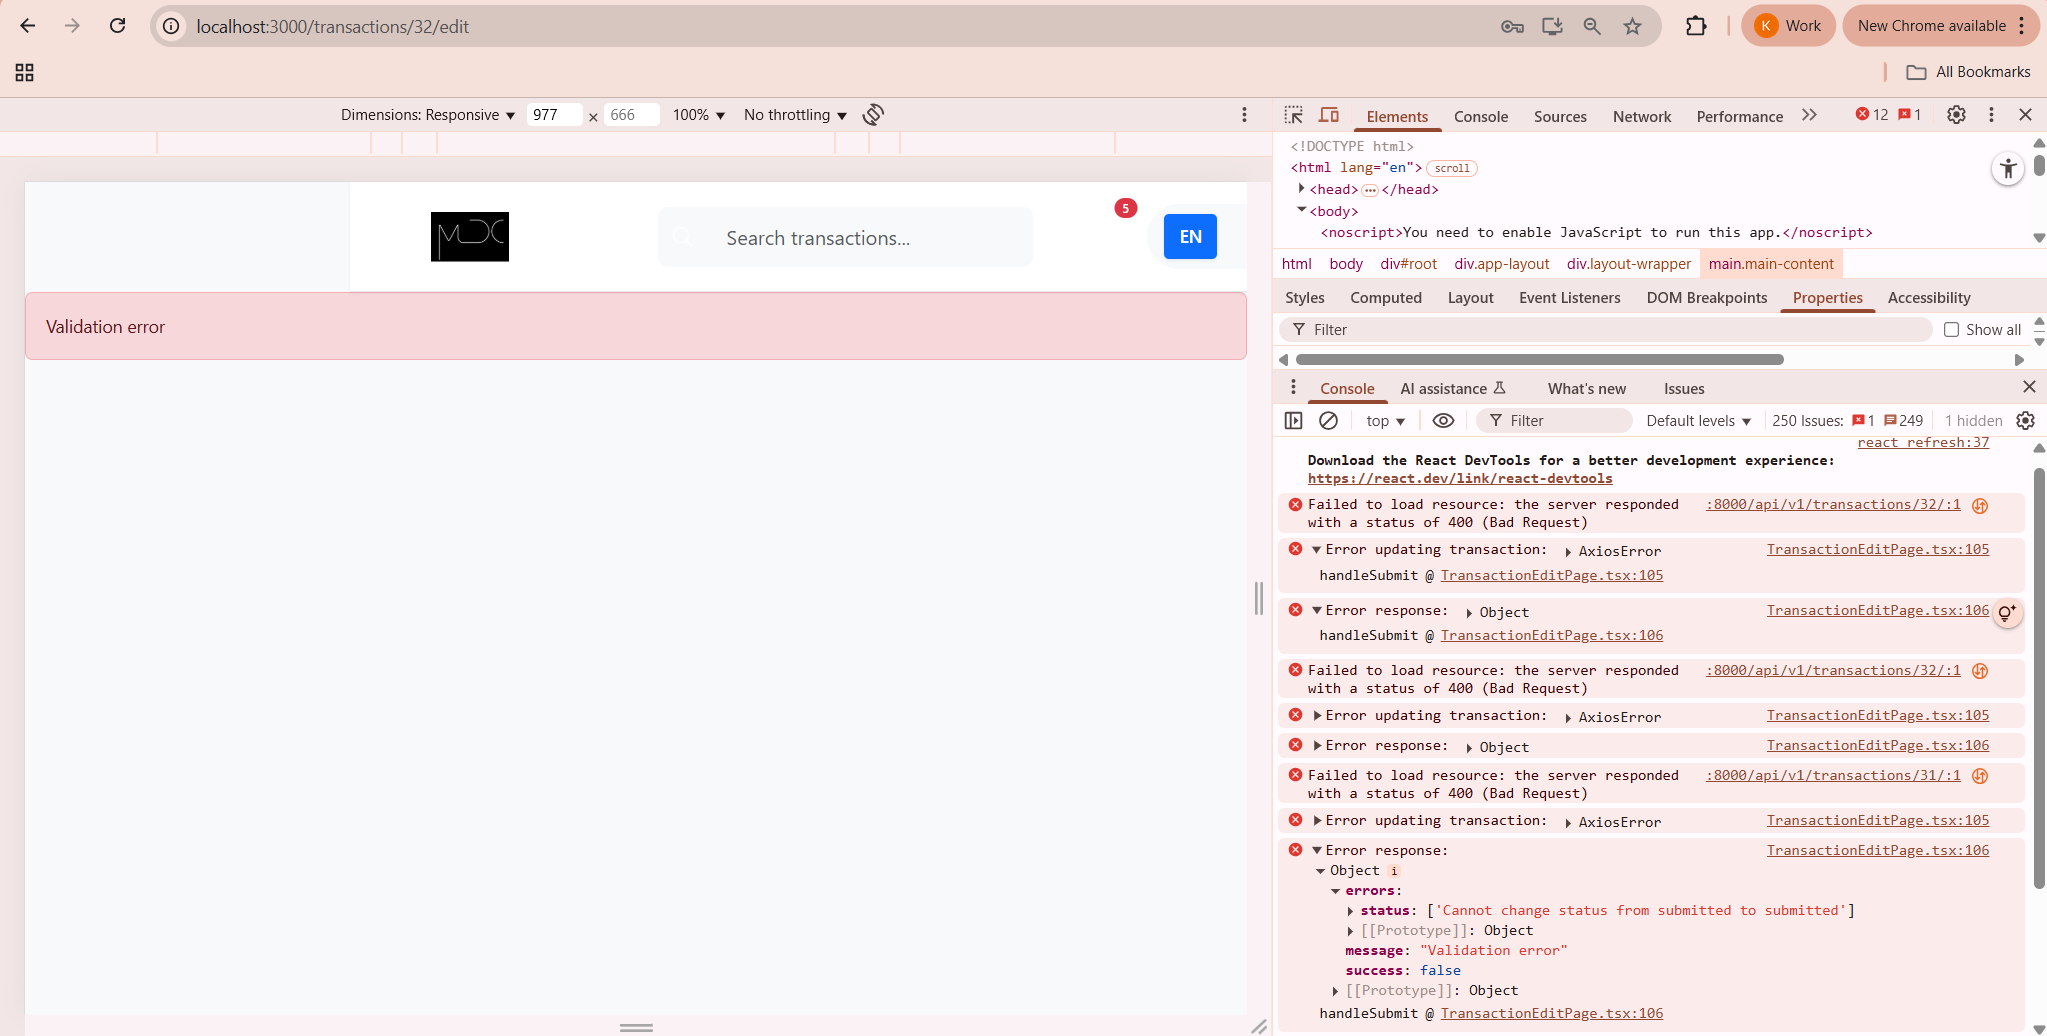 localhost:3000/transactions/32/edit
K Work
New Chrome available
All Bookmarks
Dimensions: Responsive 977 × 666 100% No throttling
MDC
Search transactions...
5
EN
Validation error
Elements Console Sources Network Performance 12 1
<!DOCTYPE html>
<html lang="en"> scroll
<head> ··· </head>
<body>
<noscript>You need to enable JavaScript to run this app.</noscript>
html body div#root div.app-layout div.layout-wrapper main.main-content
Styles Computed Layout Event Listeners DOM Breakpoints Properties Accessibility
Filter Show all
Console AI assistance What's new Issues
top Filter Default levels 250 Issues: 1 249 1 hidden
react refresh:37
Download the React DevTools for a better development experience:
https://react.dev/link/react-devtools
Failed to load resource: the server responded :8000/api/v1/transactions/32/:1
with a status of 400 (Bad Request)
Error updating transaction: AxiosError TransactionEditPage.tsx:105
handleSubmit @ TransactionEditPage.tsx:105
Error response: Object TransactionEditPage.tsx:106
handleSubmit @ TransactionEditPage.tsx:106
Failed to load resource: the server responded :8000/api/v1/transactions/32/:1
with a status of 400 (Bad Request)
Error updating transaction: AxiosError TransactionEditPage.tsx:105
Error response: Object TransactionEditPage.tsx:106
Failed to load resource: the server responded :8000/api/v1/transactions/31/:1
with a status of 400 (Bad Request)
Error updating transaction: AxiosError TransactionEditPage.tsx:105
Error response: TransactionEditPage.tsx:106
Object i
errors:
status: ['Cannot change status from submitted to submitted']
[[Prototype]]: Object
message: "Validation error"
success: false
[[Prototype]]: Object
handleSubmit @ TransactionEditPage.tsx:106